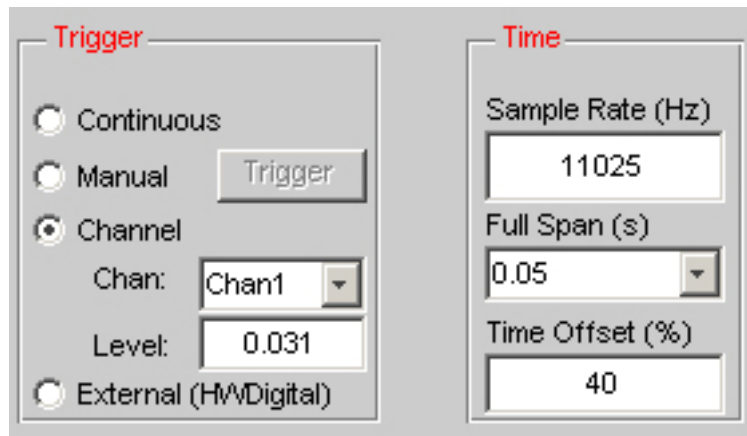 Trigger
Continuous
Manual Trigger
Channel
Chan: Chan1
Level: 0.031
External (HWDigital)
Time
Sample Rate (Hz)
11025
Full Span (s)
0.05
Time Offset (%)
40